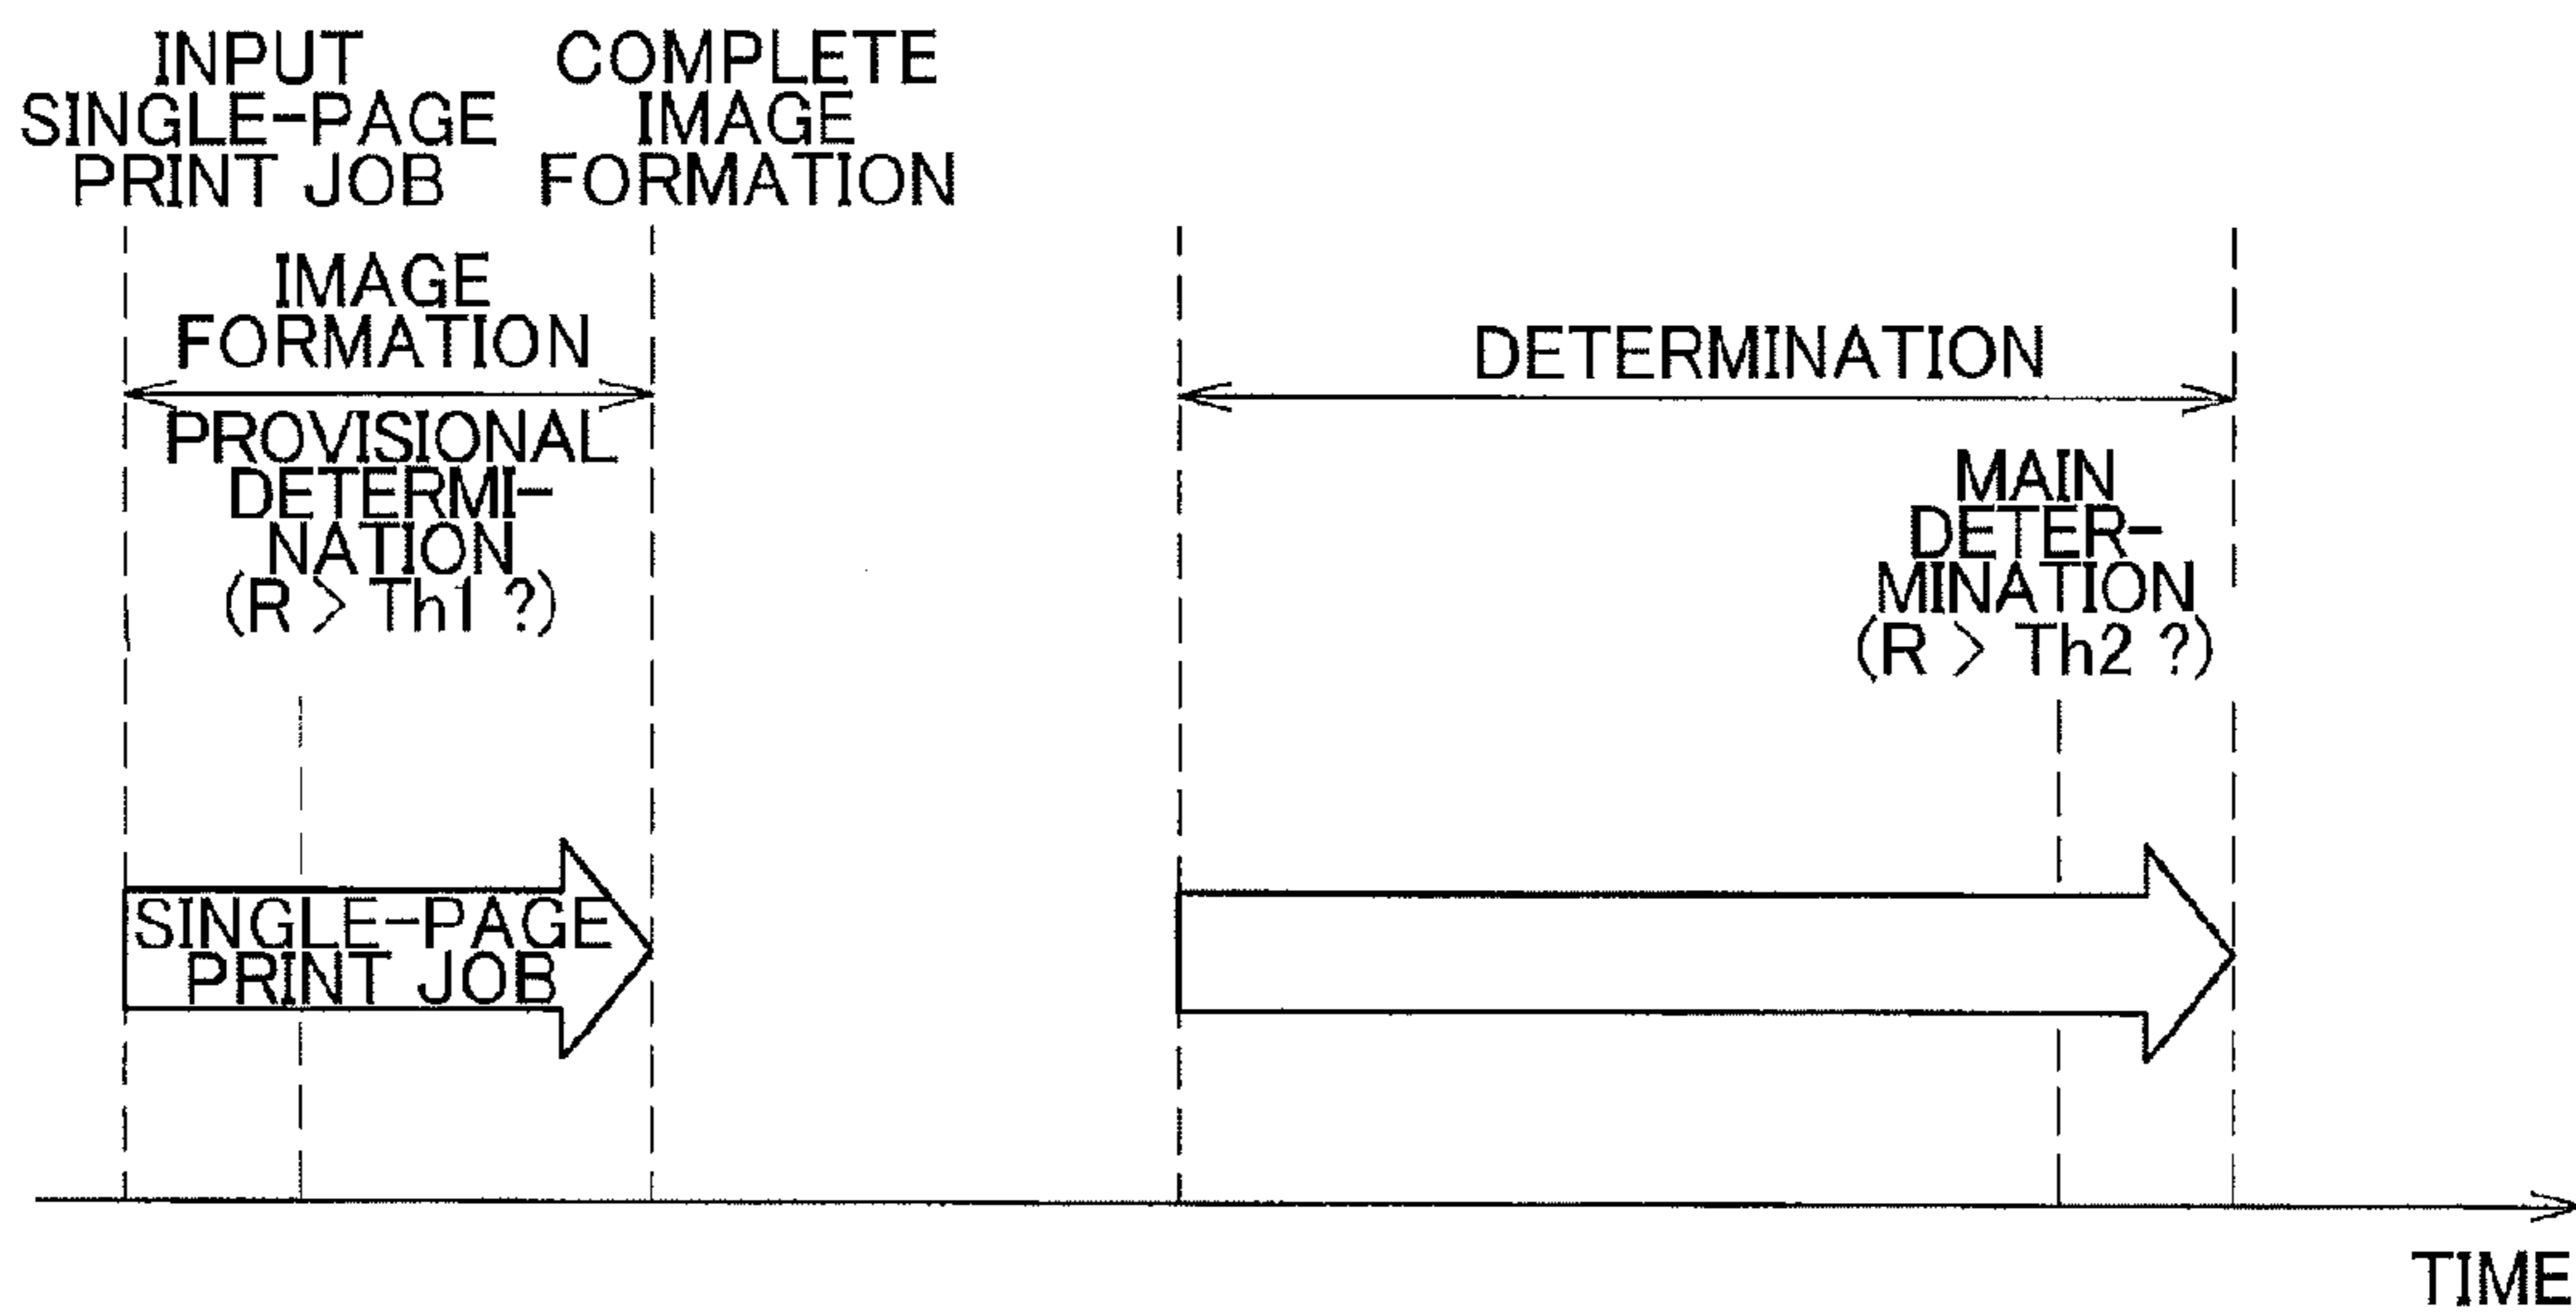 INPUT
SINGLE-PAGE
PRINT JOB
COMPLETE
IMAGE
FORMATION
IMAGE
FORMATION
PROVISIONAL
DETERMI-
NATION
(R > Th1 ?)
DETERMINATION
MAIN
DETER-
MINATION
(R > Th2 ?)
SINGLE-PAGE
PRINT JOB
TIME